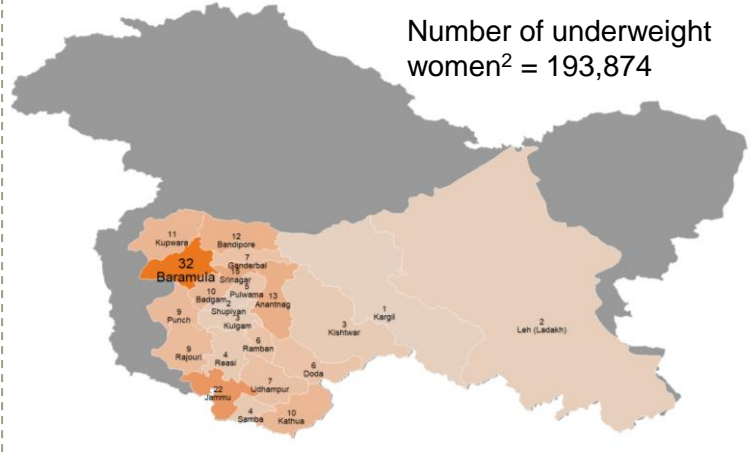 Number of underweight
women² = 193,874
11
Kupwara
12
Bandipore
7
Ganderbal
32
Baramula
15
Srinagar
5
Pulwama
10
Badgam
13
Anantnag
2
Shupiyan
3
Kulgam
9
Punch
3
Kishtwar
1
Kargil
2
Leh (Ladakh)
9
Rajouri
4
Reasi
6
Ramban
6
Doda
22
Jammu
7
Udhampur
4
Samba
10
Kathua